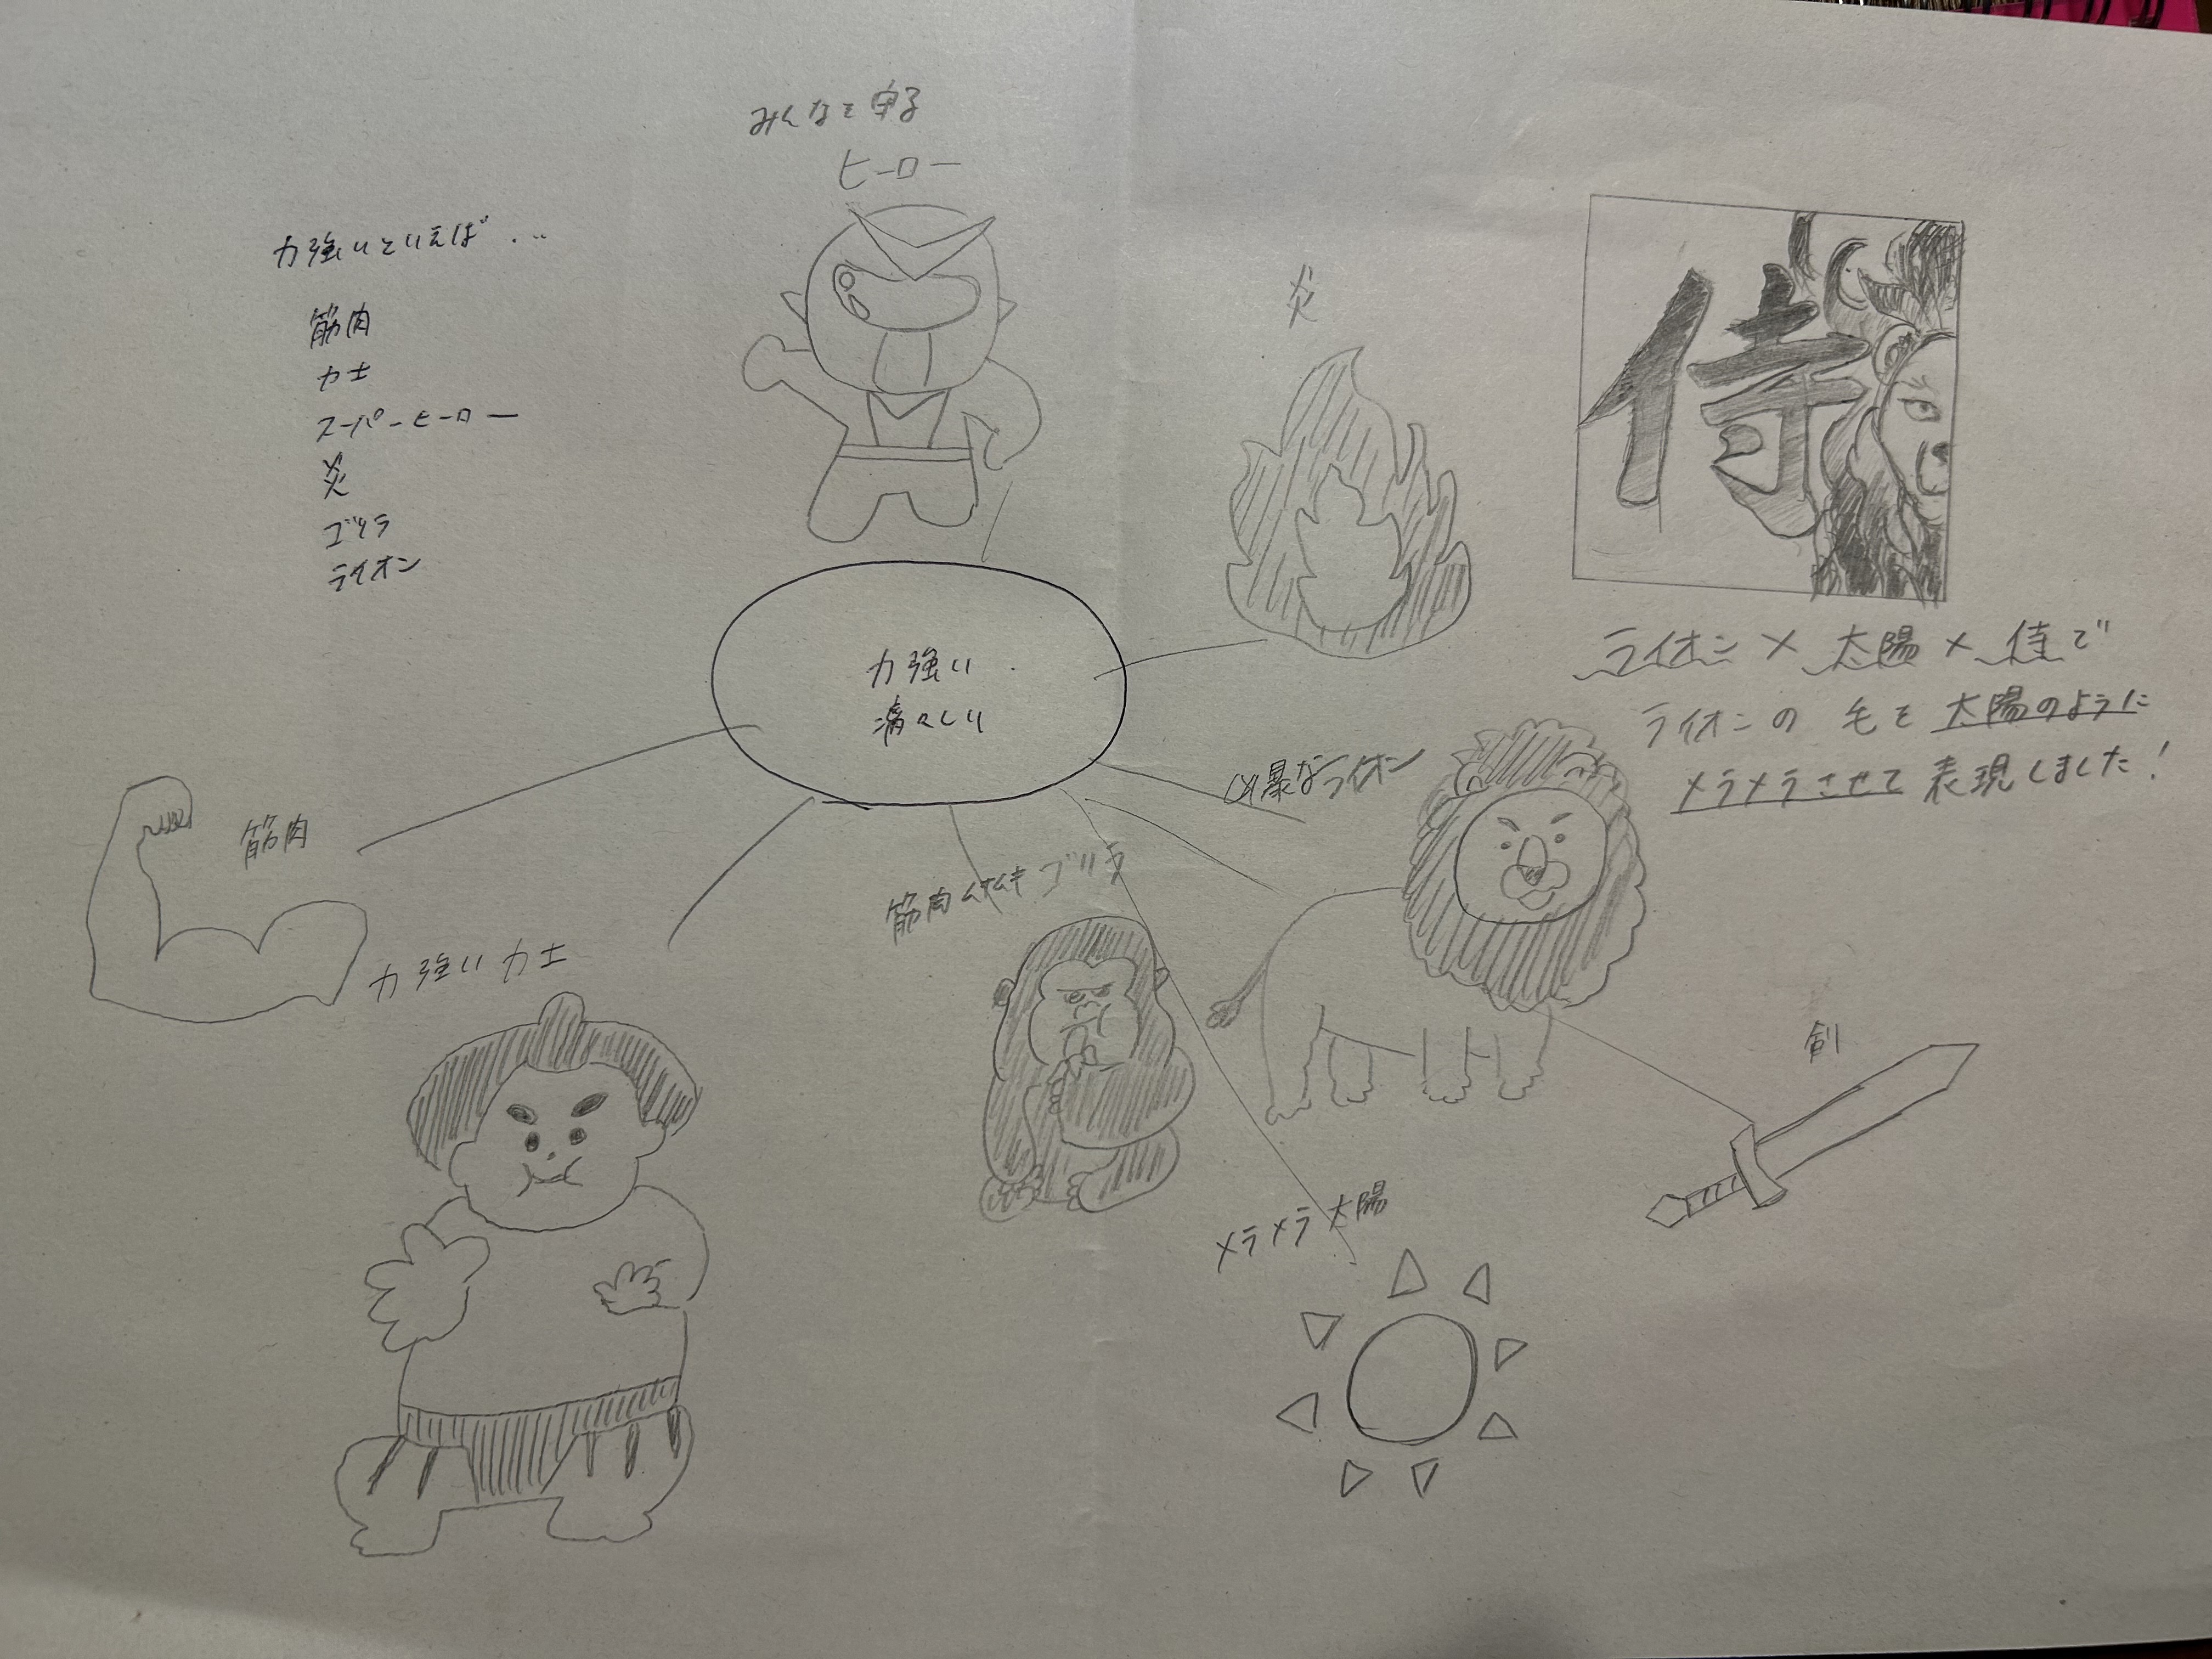 みんなを守る
ヒーロー
力強いといえば...
筋肉
力士
スーパーヒーロー
炎
ゴリラ
ライオン
炎
侍
ライオン × 太陽 × 侍で
ライオンの 毛を 太陽のように
メラメラさせて 表現しました!
力強い
凶暴なライオン
筋肉
筋肉ムキムキゴリラ
力強い力士
剣
メラメラ太陽